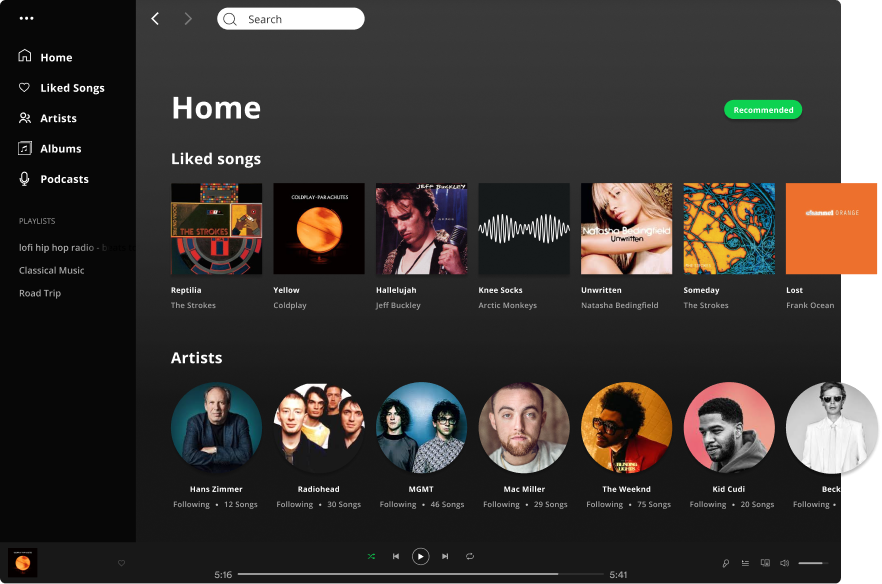 Search
Home
Liked Songs
Artists
Albums
Podcasts
PLAYLISTS
lofi hip hop radio -
Classical Music
Road Trip
Home
Recommended
Liked songs
THE STROKES
COLDPLAY·PARACHUTES
JEFF BUCKLEY
Natasha Bedingfield
Unwritten
channel ORANGE
Reptilia
Yellow
Hallelujah
Knee Socks
Unwritten
Someday
Lost
The Strokes
Coldplay
Jeff Buckley
Arctic Monkeys
Natasha Bedingfield
The Strokes
Frank Ocean
Artists
Hans Zimmer
Radiohead
MGMT
Mac Miller
The Weeknd
Kid Cudi
Beck
Following • 12 Songs
Following • 30 Songs
Following • 46 Songs
Following • 29 Songs
Following • 75 Songs
Following • 20 Songs
Following •
5:16
5:41